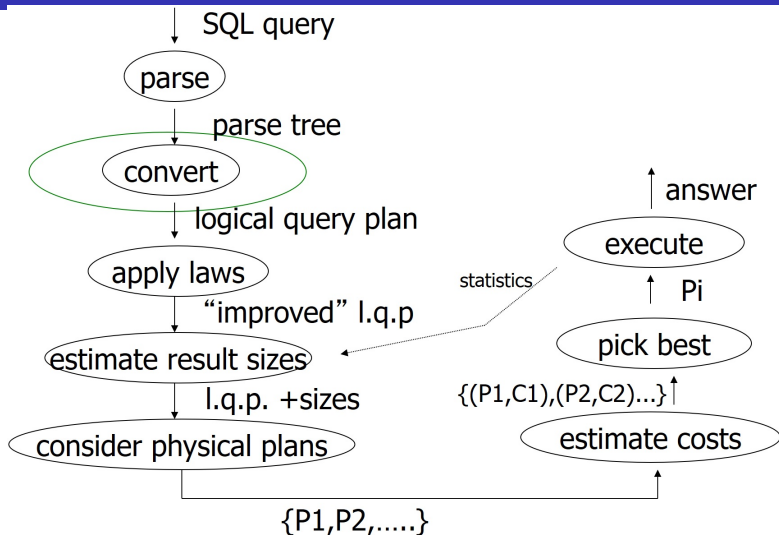 SQL query
parse
parse tree
convert
logical query plan
apply laws
“improved” l.q.p
estimate result sizes
l.q.p. +sizes
consider physical plans
{P1,P2,…..}
estimate costs
{(P1,C1),(P2,C2)...}
pick best
Pi
execute
answer
statistics